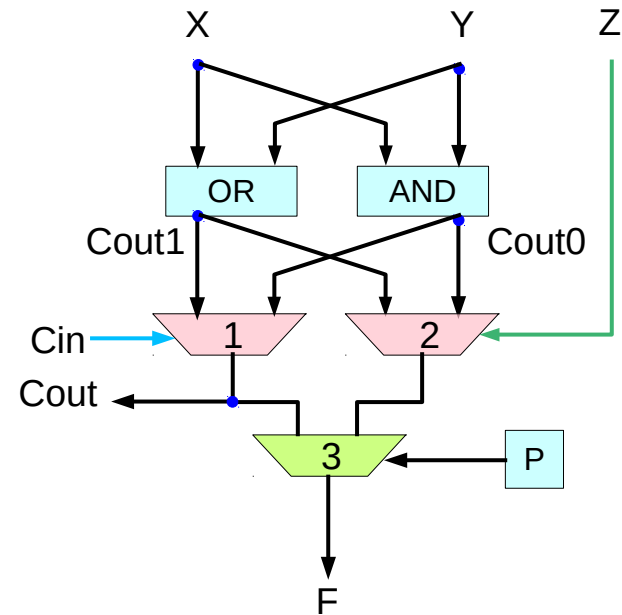 X Y Z
OR AND
Cout1 Cout0
Cin 1 2
Cout
3 P
F